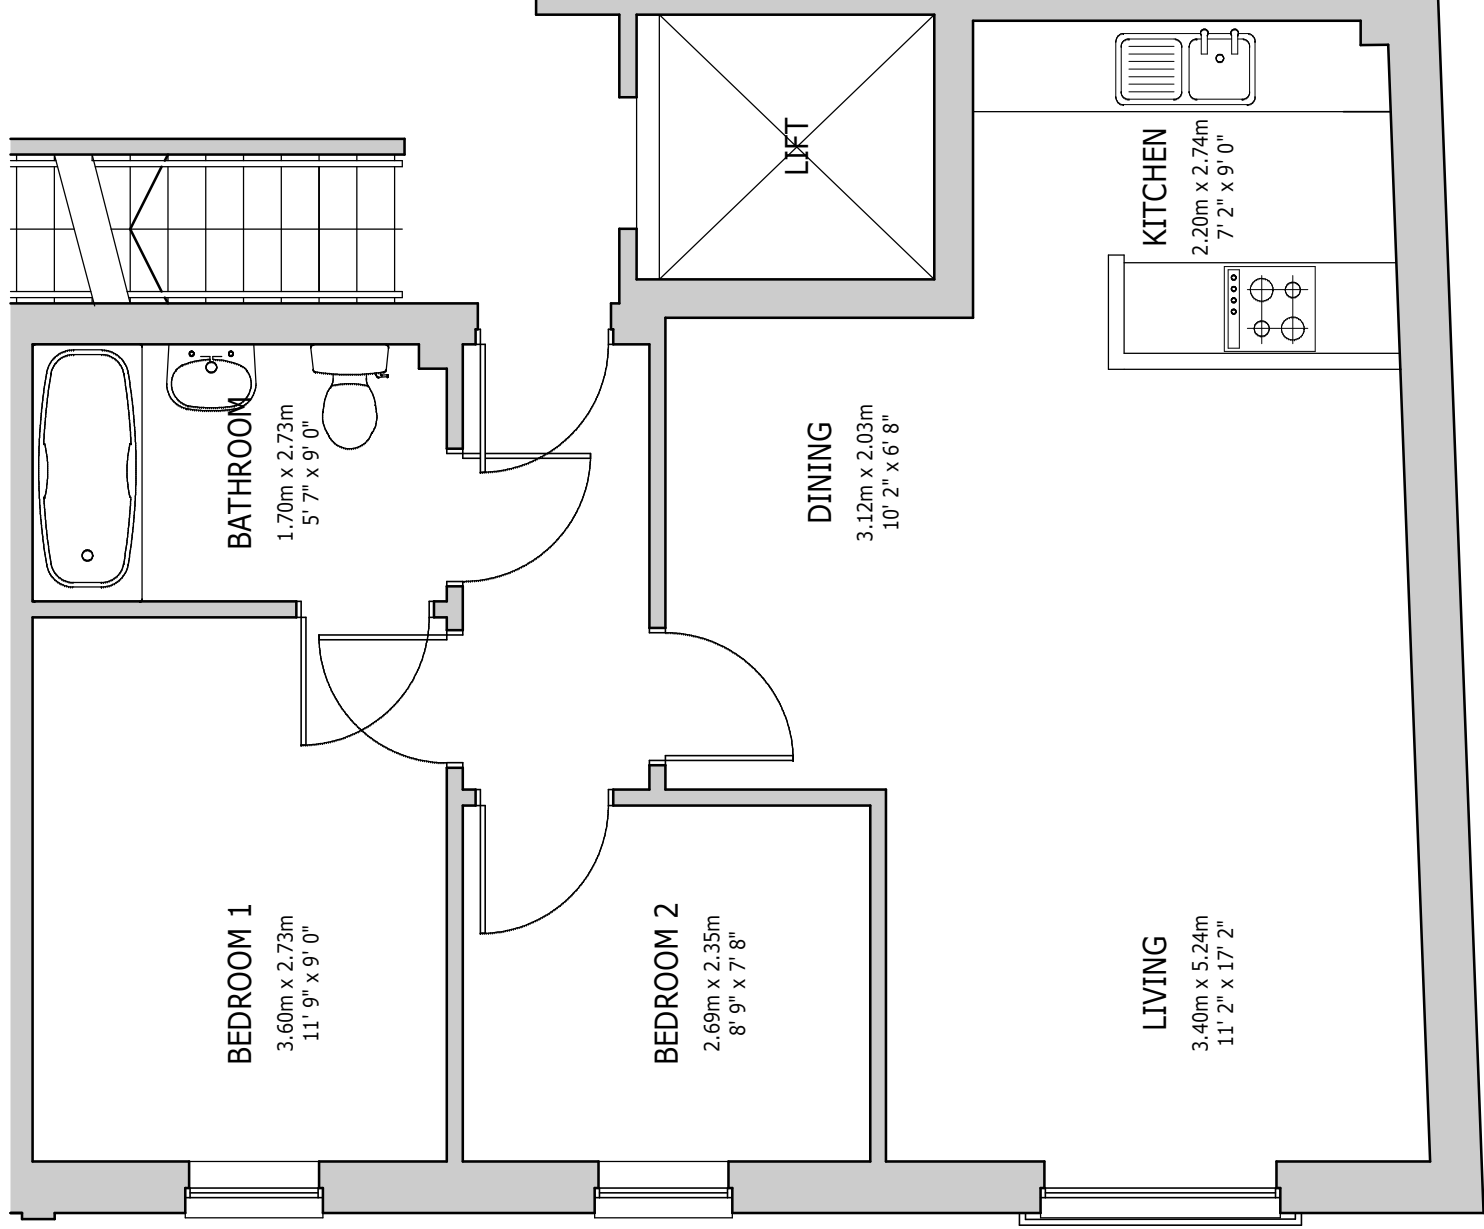 LIFT
KITCHEN
2.20m x 2.74m
7' 2" x 9' 0"
BATHROOM
1.70m x 2.73m
5' 7" x 9' 0"
DINING
3.12m x 2.03m
10' 2" x 6' 8"
BEDROOM 1
3.60m x 2.73m
11' 9" x 9' 0"
BEDROOM 2
2.69m x 2.35m
8' 9" x 7' 8"
LIVING
3.40m x 5.24m
11' 2" x 17' 2"